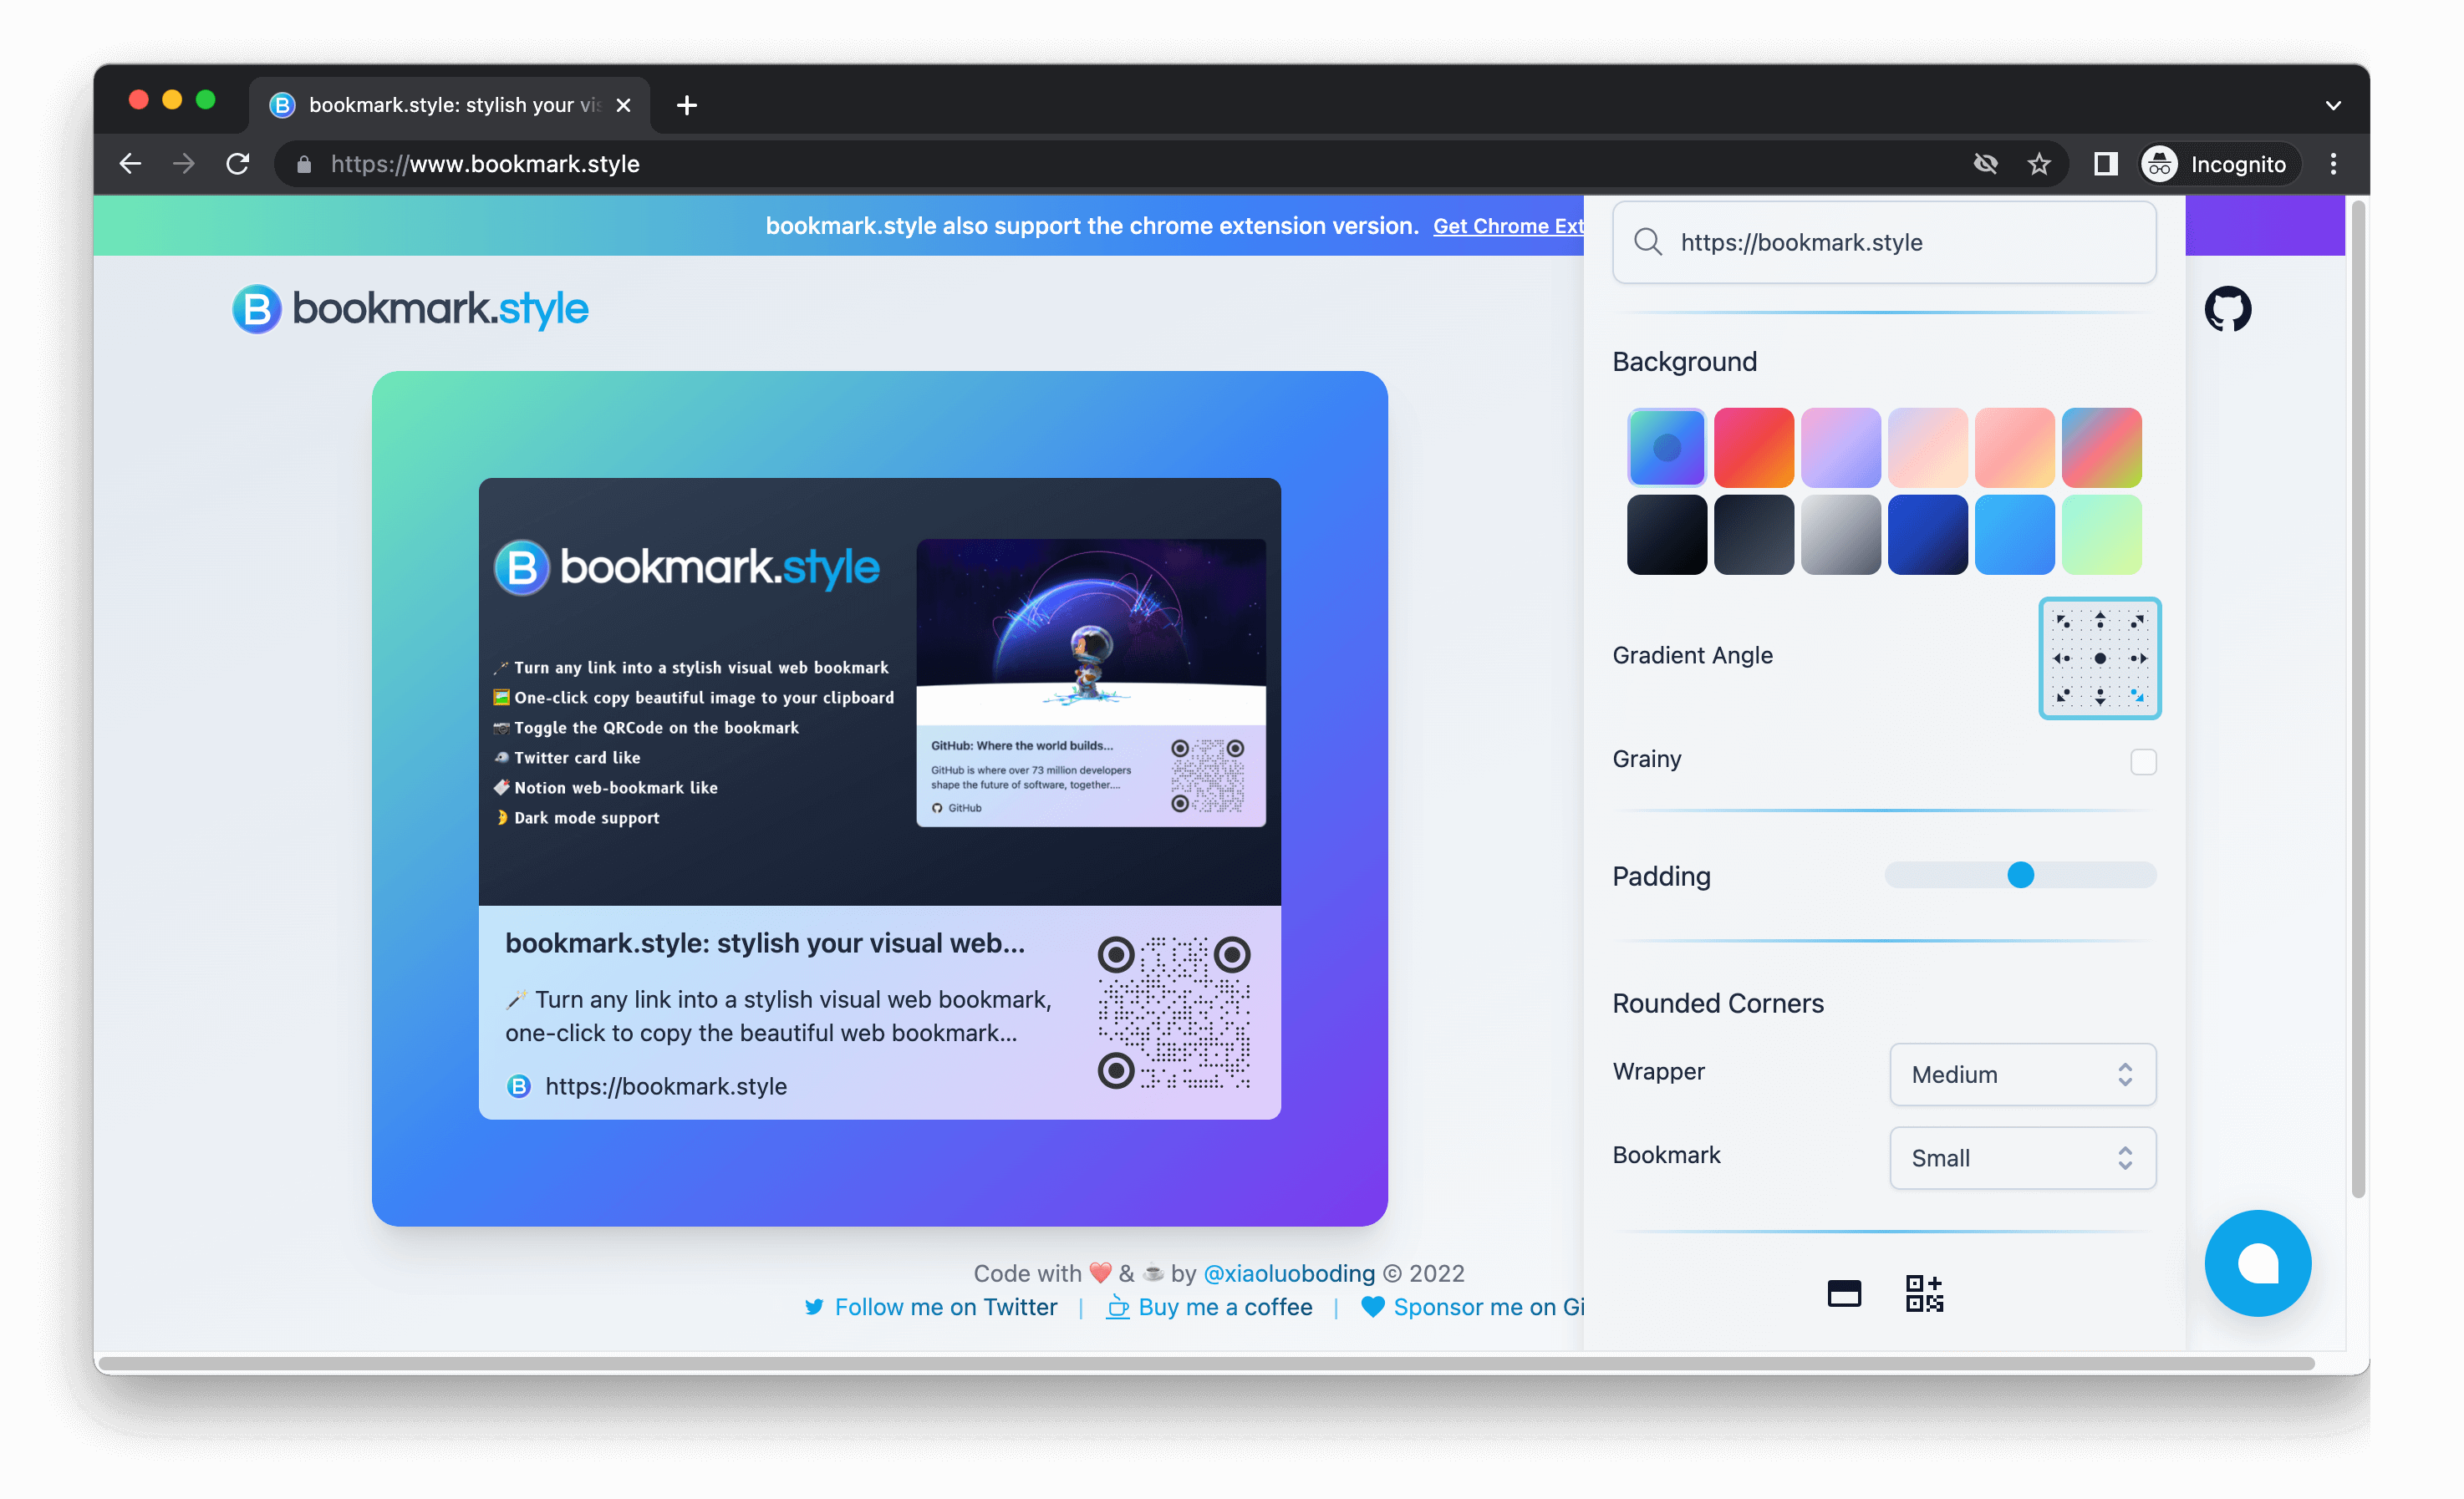 bookmark.style: stylish your vis
https://www.bookmark.style
Incognito
bookmark.style also support the chrome extension version. Get Chrome Ext
B bookmark.style
B bookmark.style
🪄 Turn any link into a stylish visual web bookmark
🖼️ One-click copy beautiful image to your clipboard
📷 Toggle the QRCode on the bookmark
🐦 Twitter card like
🔖 Notion web-bookmark like
🌛 Dark mode support
GitHub: Where the world builds...
GitHub is where over 73 million developers
shape the future of software, together....
GitHub
bookmark.style: stylish your visual web...
🪄 Turn any link into a stylish visual web bookmark,
one-click to copy the beautiful web bookmark...
B https://bookmark.style
Code with ❤️ & ☕ by @xiaoluoboding © 2022
Follow me on Twitter | Buy me a coffee | Sponsor me on Gi
https://bookmark.style
Background
Gradient Angle
Grainy
Padding
Rounded Corners
Wrapper Medium
Bookmark Small